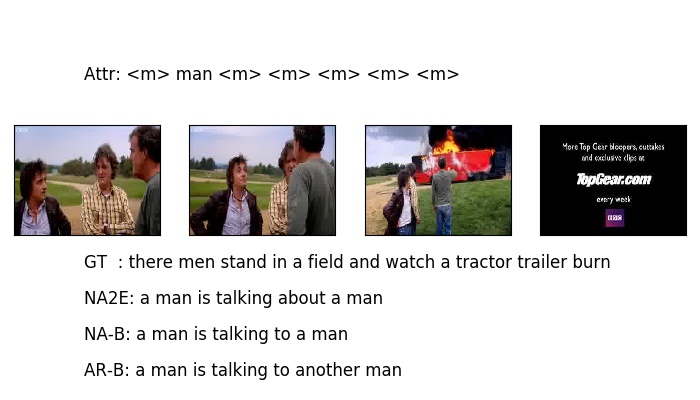 Attr: <m> man <m> <m> <m> <m> <m>
More Top Gear bloopers, outtakes
and exclusive clips at
TopGear.com
every week
BBC
GT : there men stand in a field and watch a tractor trailer burn
NA2E: a man is talking about a man
NA-B: a man is talking to a man
AR-B: a man is talking to another man